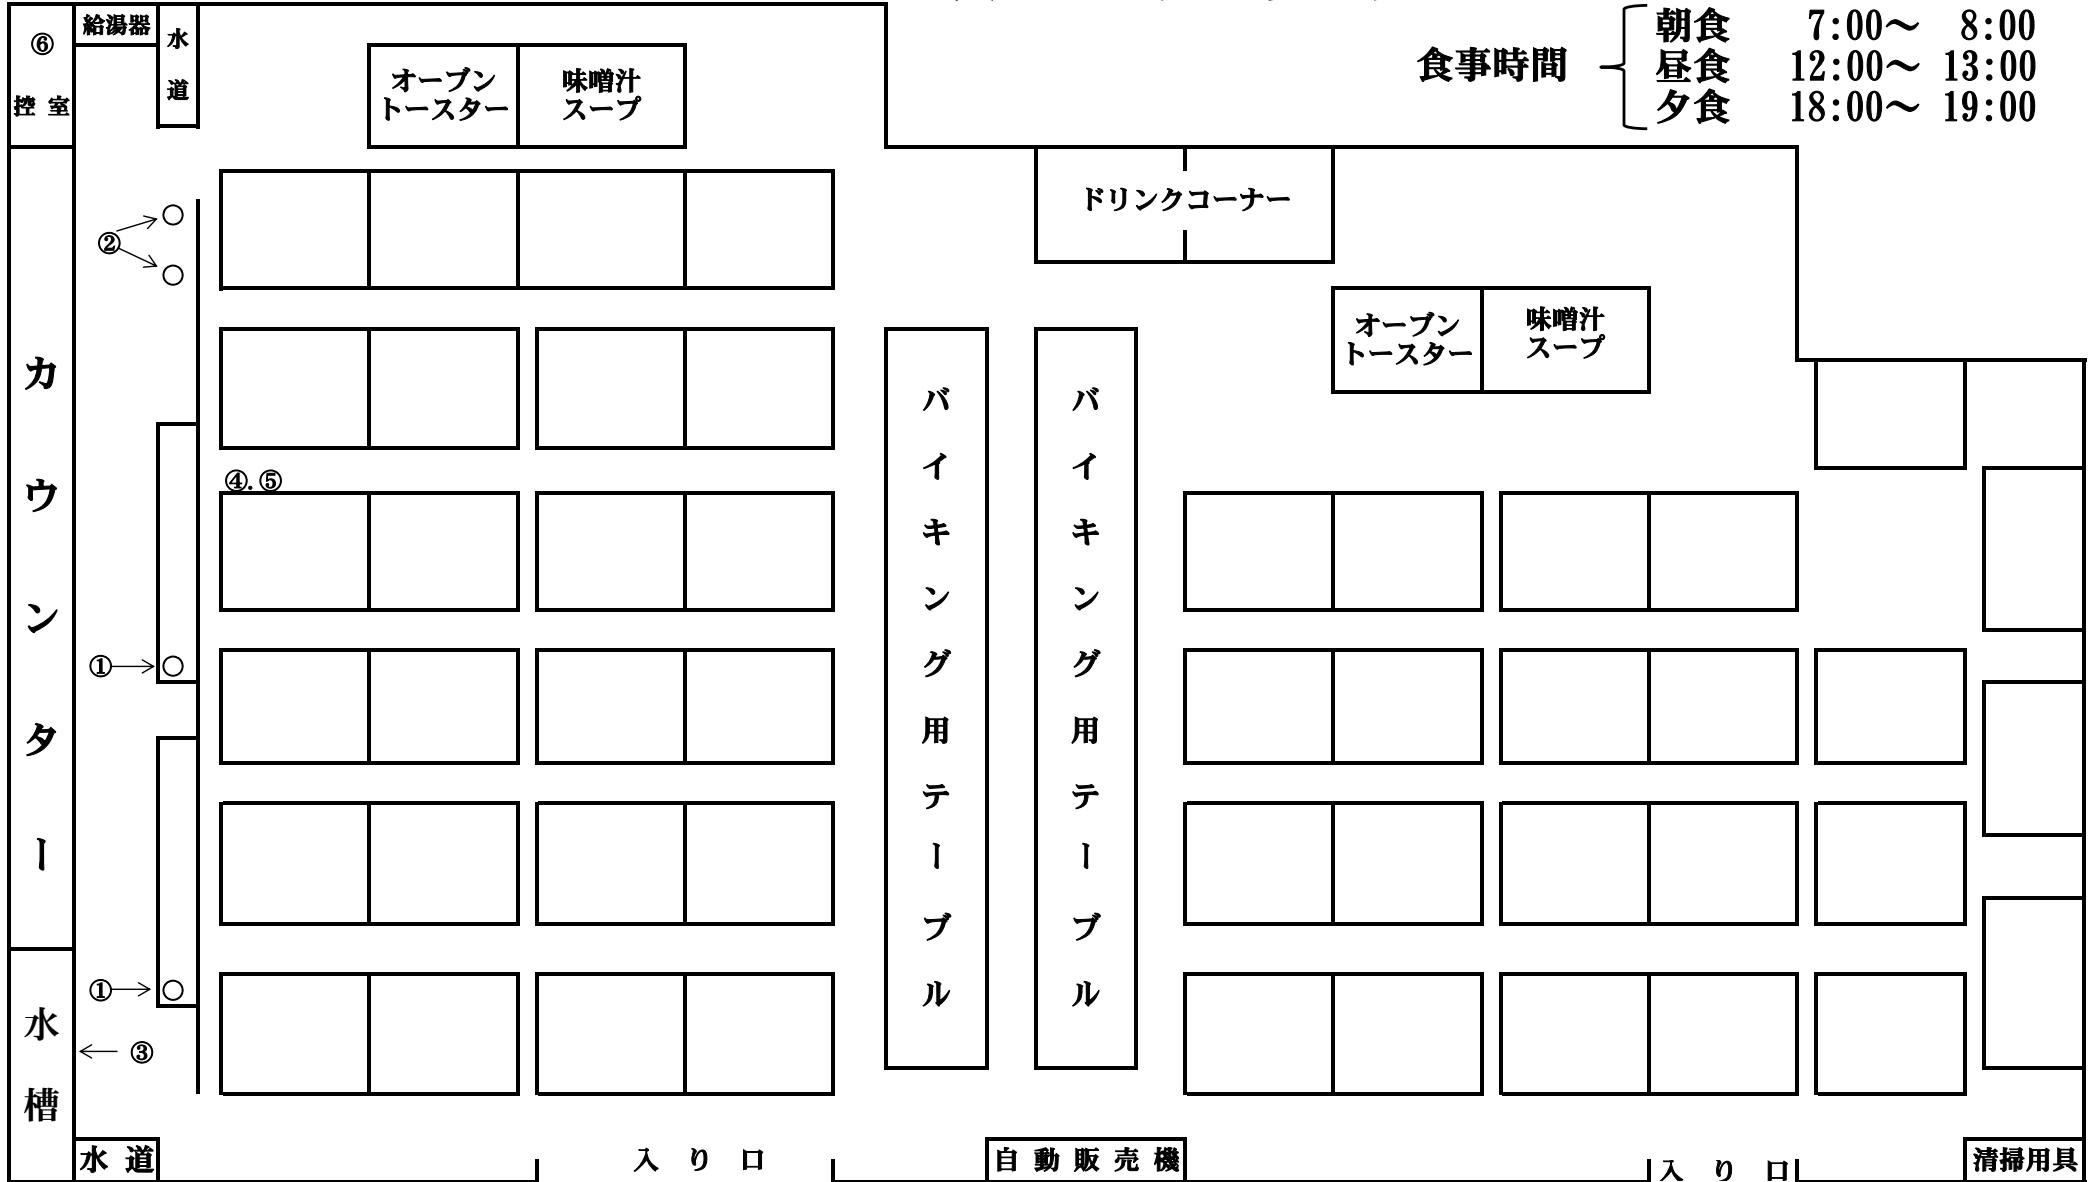 食事時間
朝食 7:00～ 8:00
昼食 12:00～ 13:00
夕食 18:00～ 19:00
⑥
控 室
給湯器
水
道
オーブン
トースター
味噌汁
スープ
ドリンクコーナー
②
オーブン
トースター
味噌汁
スープ
カウンター
バイキング用テーブル
バイキング用テーブル
④.⑤
①
①
③
水
槽
水 道
入 り 口
自 動 販 売 機
入 り 口
清掃用具